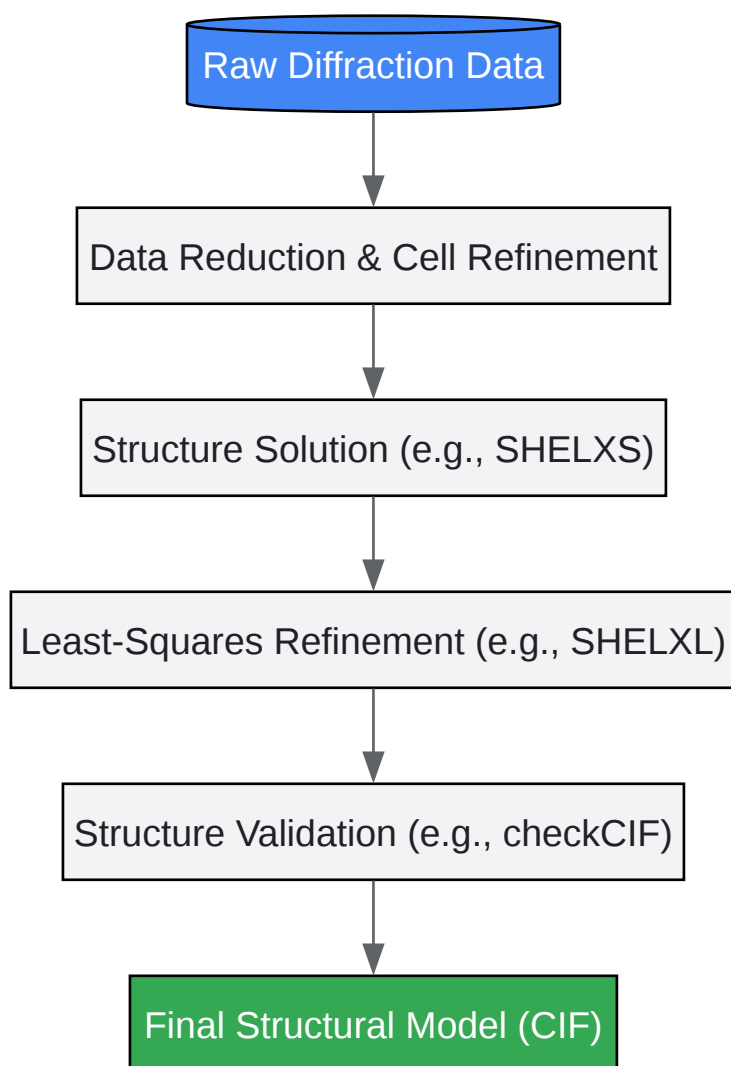 Raw Diffraction Data
Data Reduction & Cell Refinement
Structure Solution (e.g., SHELXS)
Least-Squares Refinement (e.g., SHELXL)
Structure Validation (e.g., checkCIF)
Final Structural Model (CIF)